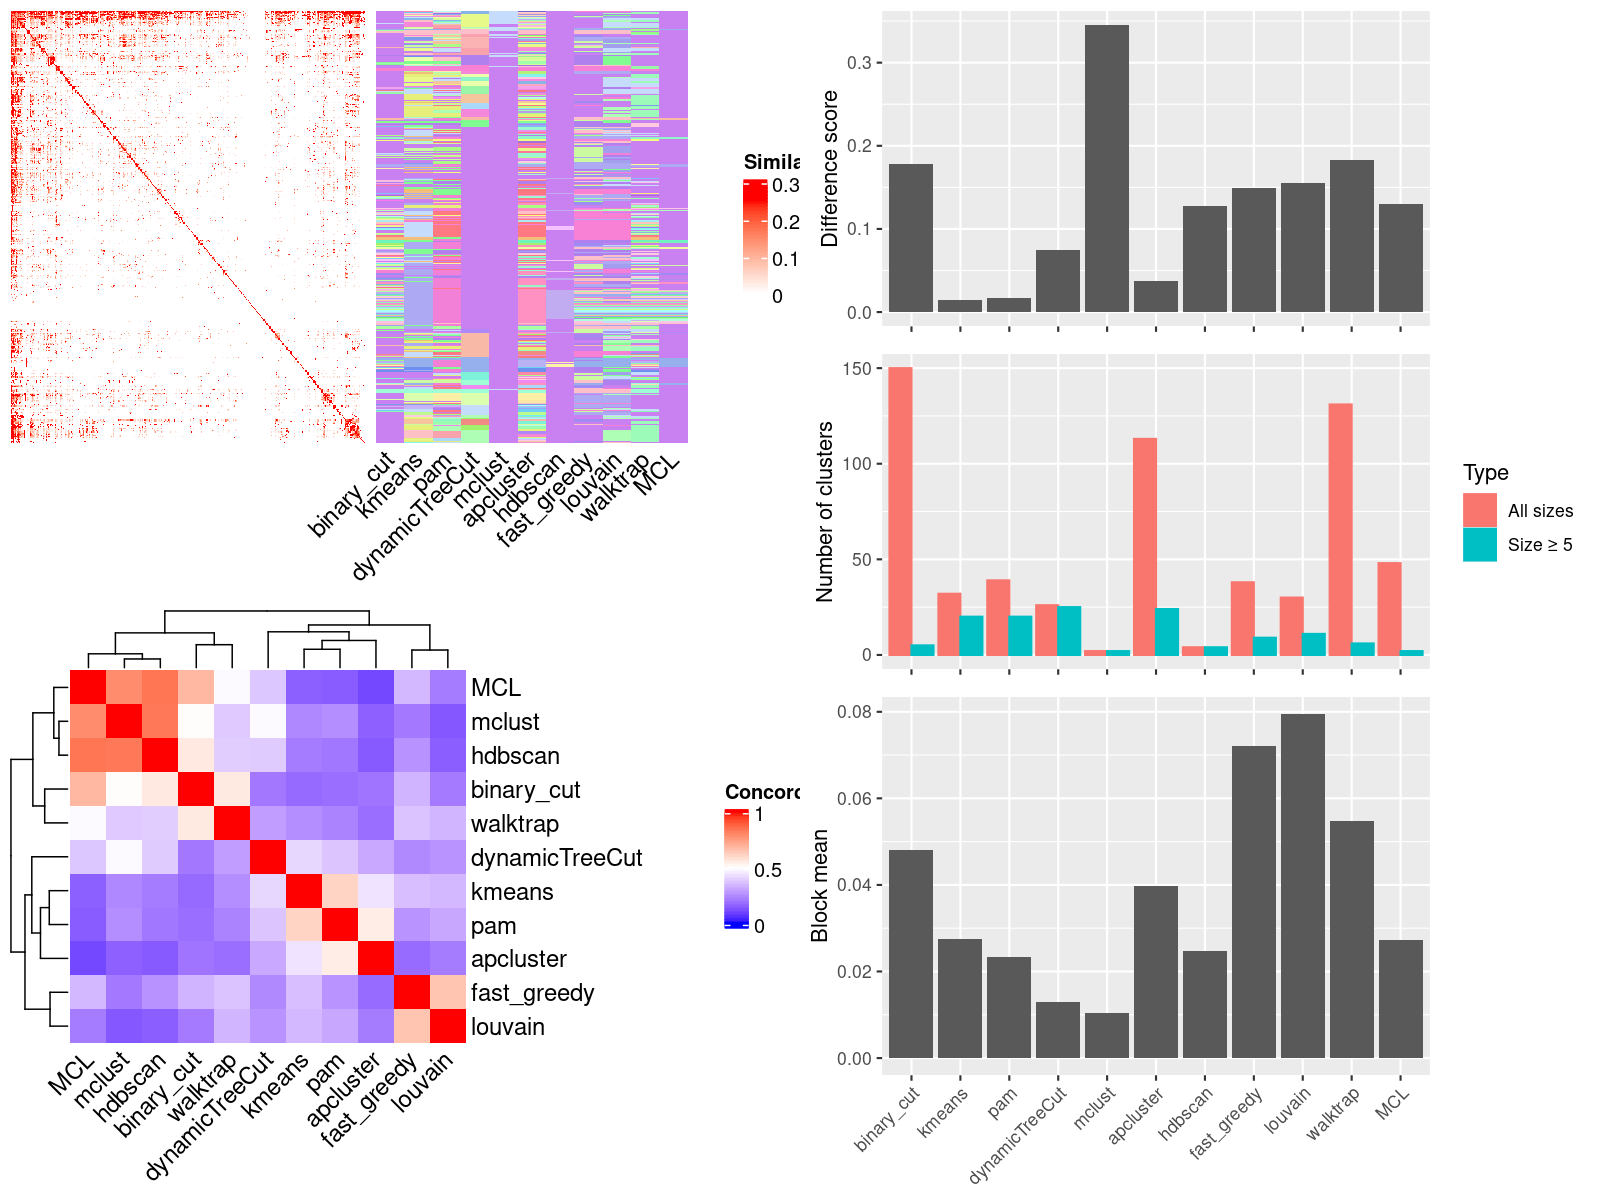 Simila
0.3
0.2
0.1
0
binary_cut
kmeans
pam
dynamicTreeCut
mclust
apcluster
hdbscan
fast_greedy
louvain
walktrap
MCL
MCL
mclust
hdbscan
binary_cut
walktrap
dynamicTreeCut
kmeans
pam
apcluster
fast_greedy
louvain
MCL
mclust
hdbscan
binary_cut
walktrap
dynamicTreeCut
kmeans
pam
apcluster
fast_greedy
louvain
Concord
1
0.5
0
Difference score
0.3
0.2
0.1
0.0
Number of clusters
150
100
50
0
Type
All sizes
Size ≥ 5
Block mean
0.08
0.06
0.04
0.02
0.00
binary_cut
kmeans
pam
dynamicTreeCut
mclust
apcluster
hdbscan
fast_greedy
louvain
walktrap
MCL